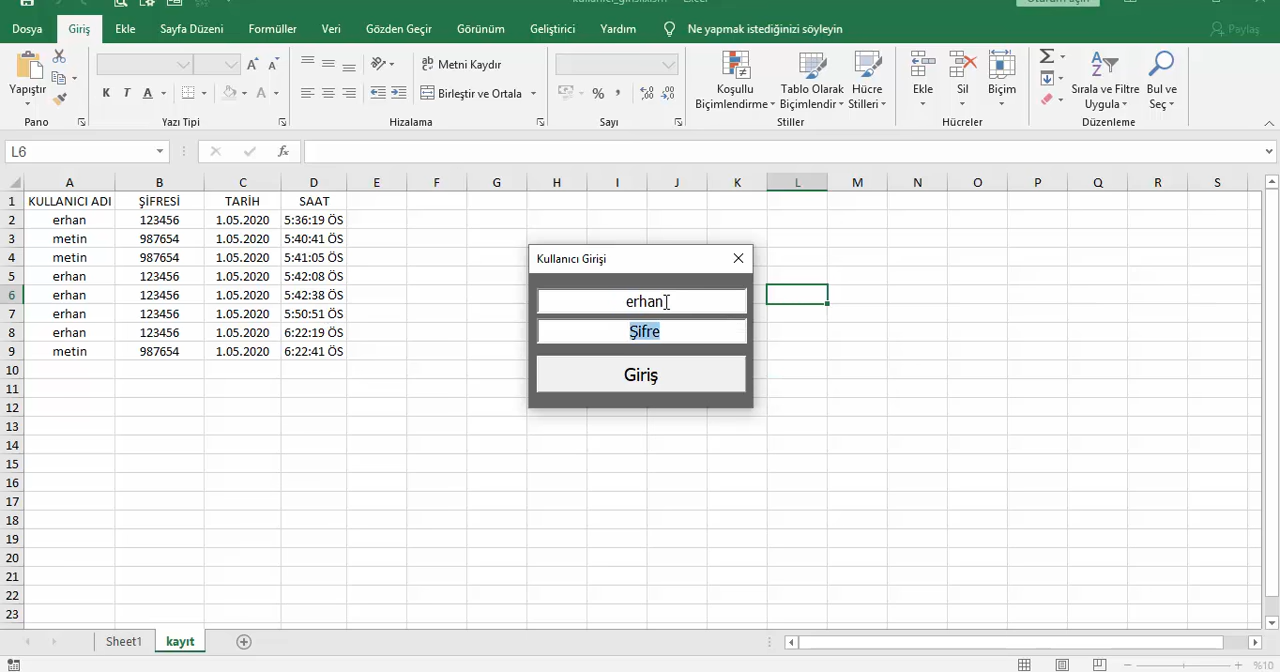 Dosya Giriş Ekle Sayfa Düzeni Formüller Veri Gözden Geçir Görünüm Geliştirici Yardım Ne yapmak istediğinizi söyleyin Paylaş
Yapıştır
K T A
Metni Kaydır
Birleştir ve Ortala
%
Koşullu
Biçimlendirme
Tablo Olarak
Biçimlendir
Hücre
Stilleri
Ekle
Sil
Biçim
Sırala ve Filtre
Uygula
Bul ve
Seç
Pano Yazı Tipi Hizalama Sayı Stiller Hücreler Düzenleme
L6 fx
A B C D E F G H I J K L M N O P Q R S
1 KULLANICI ADI ŞİFRESİ TARİH SAAT
2 erhan 123456 1.05.2020 5:36:19 ÖS
3 metin 987654 1.05.2020 5:40:41 ÖS
4 metin 987654 1.05.2020 5:41:05 ÖS
5 erhan 123456 1.05.2020 5:42:08 ÖS
6 erhan 123456 1.05.2020 5:42:38 ÖS
7 erhan 123456 1.05.2020 5:50:51 ÖS
8 erhan 123456 1.05.2020 6:22:19 ÖS
9 metin 987654 1.05.2020 6:22:41 ÖS
10
11
12
13
14
15
16
17
18
19
20
21
22
23
Kullanıcı Girişi
erhan
Şifre
Giriş
Sheet1 kayıt